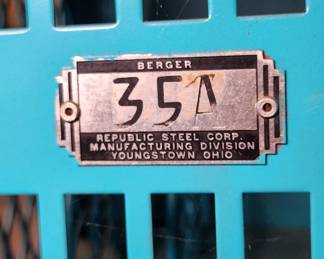 BERGER
35A
REPUBLIC STEEL CORP.
MANUFACTURING DIVISION
YOUNGSTOWN OHIO